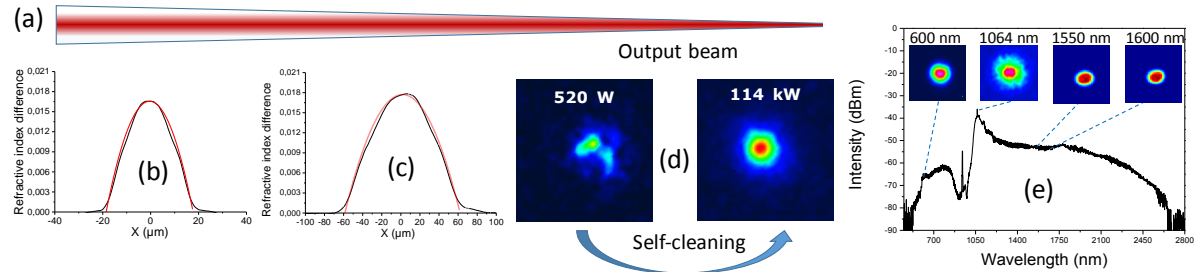 (a)
Output beam
Refractive index difference
0,021
0,018
0,015
0,012
0,009
0,006
0,003
0,000
-40
-20
0
20
40
X (µm)
(b)
Refractive index difference
0,021
0,018
0,015
0,012
0,009
0,006
0,003
0,000
-100 -80 -60 -40 -20 0 20 40 60 80 100
X (µm)
(c)
520 W
(d)
114 kW
Self-cleaning
Intensity (dBm)
0
-10
-20
-30
-40
-50
-60
-70
-80
-90
600 nm
1064 nm
1550 nm
1600 nm
(e)
700 1050 1400 1750 2100 2450 2800
Wavelength (nm)